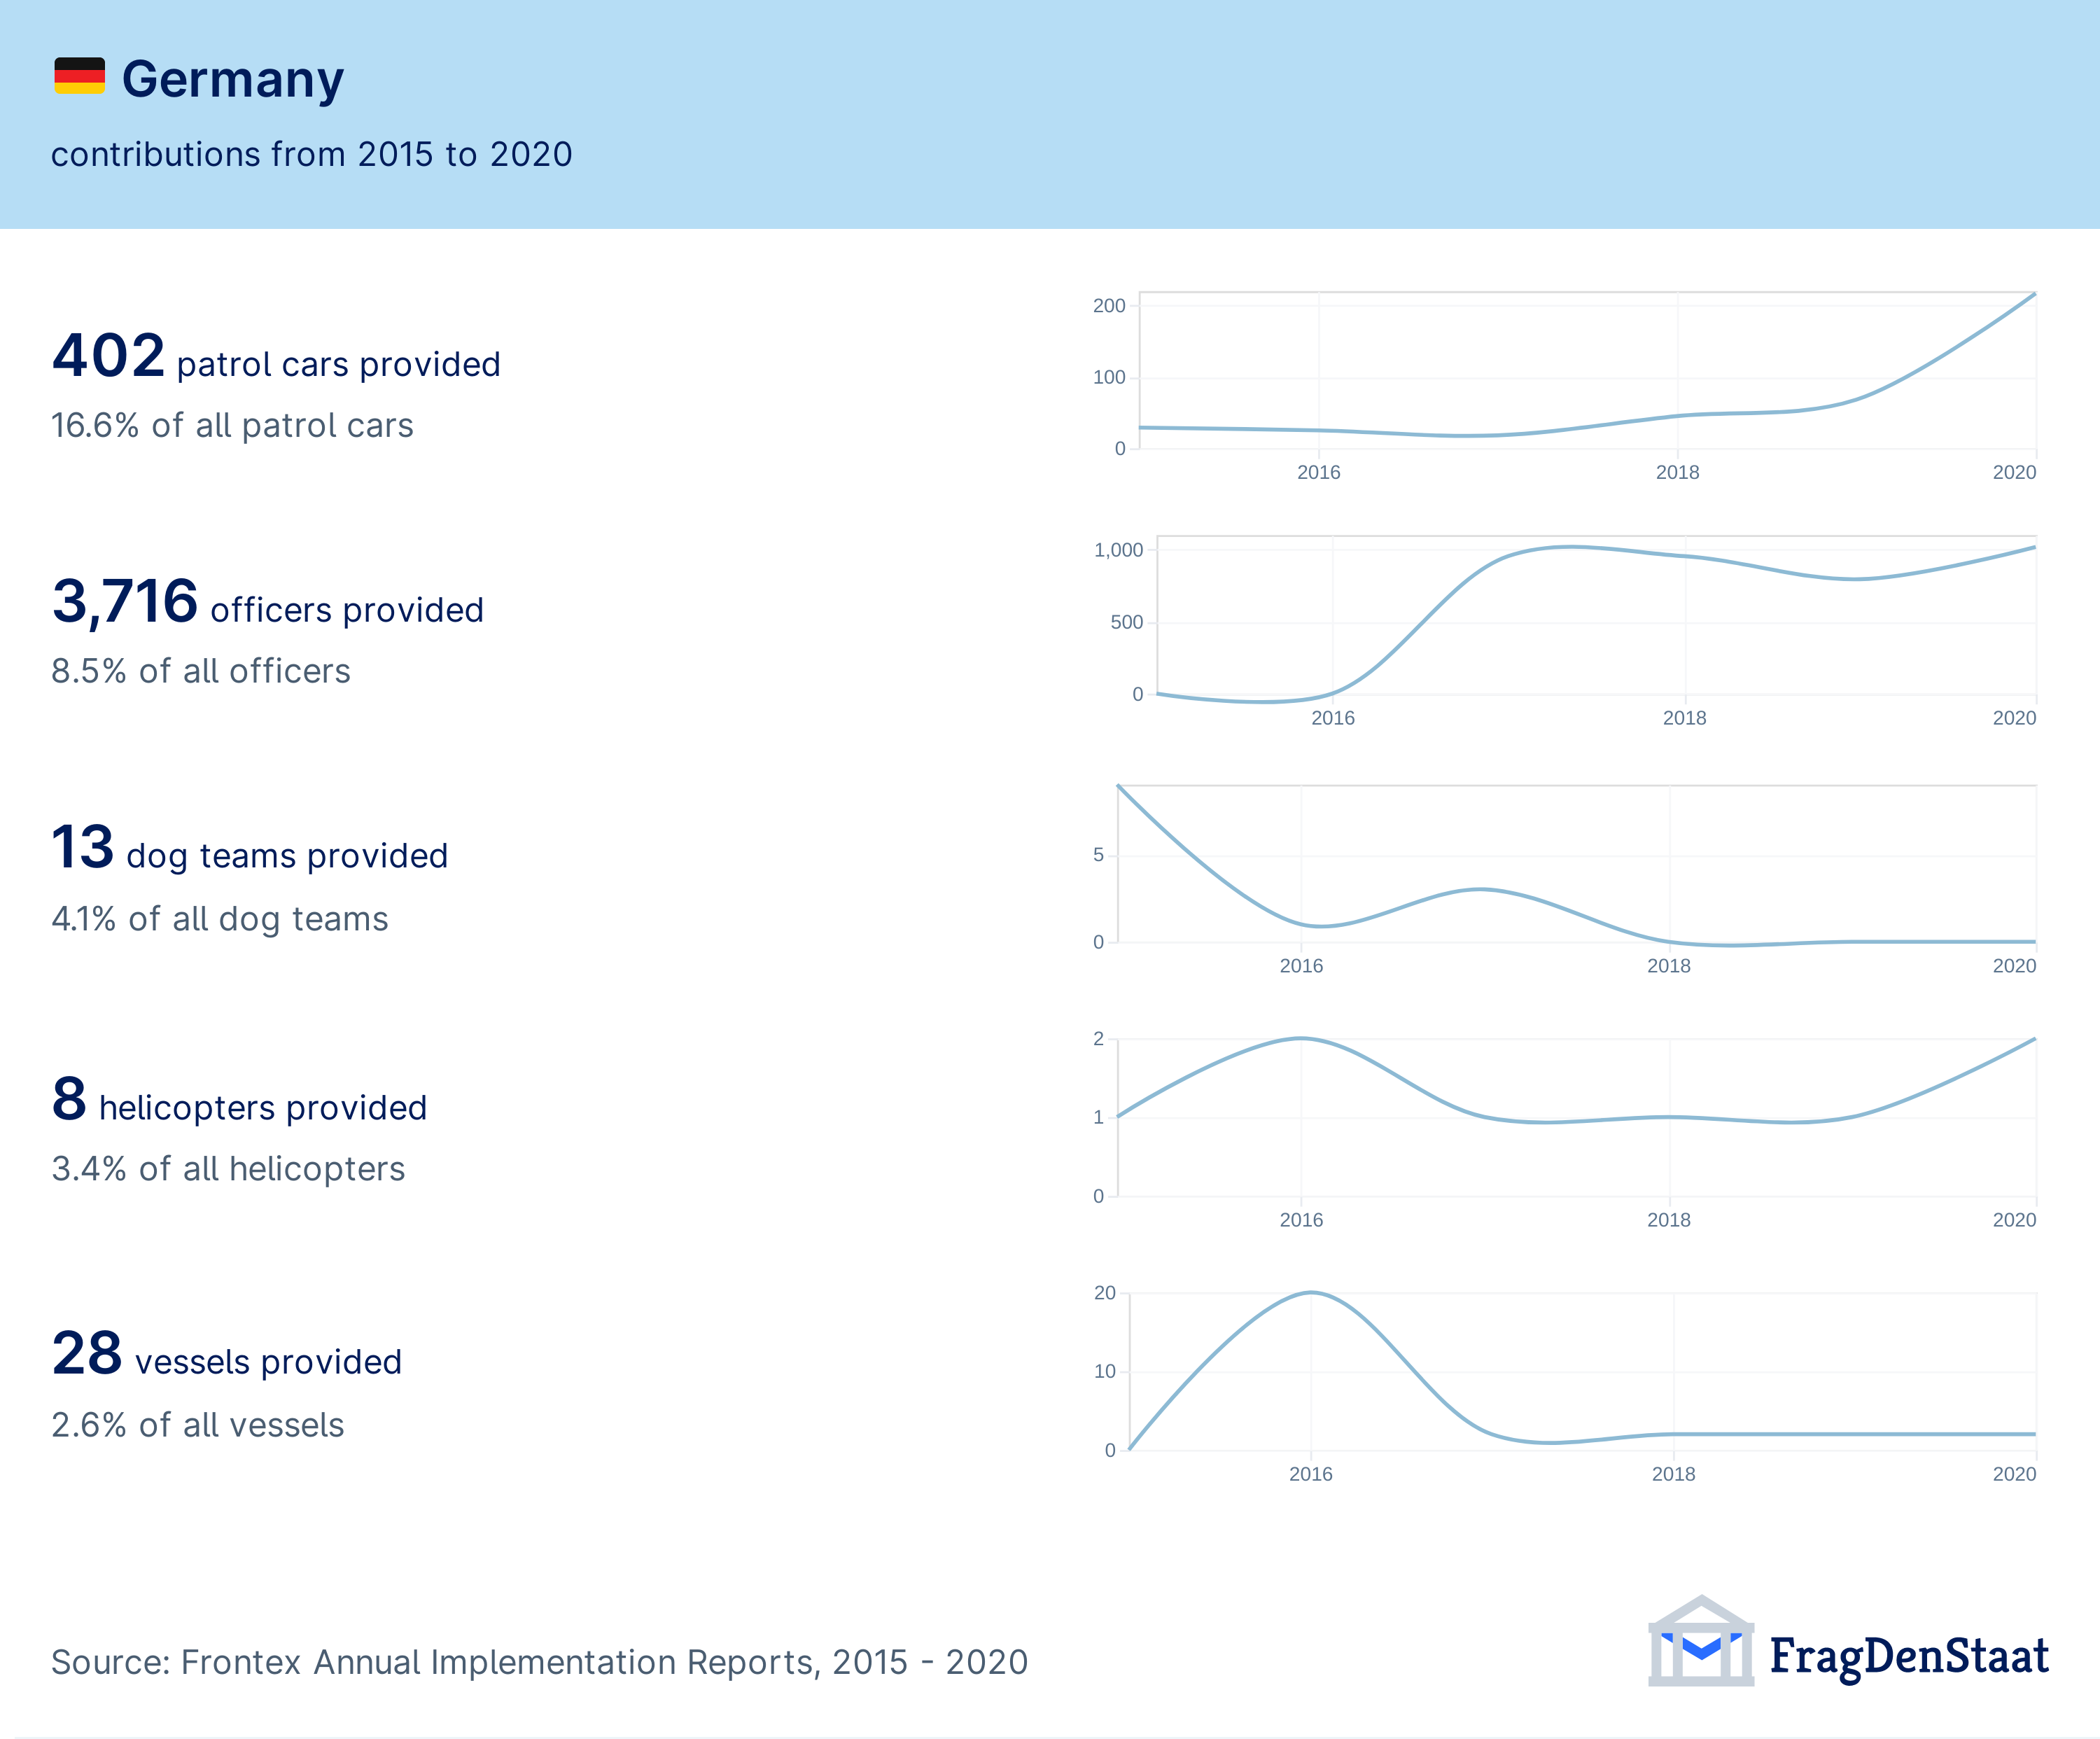 Germany
contributions from 2015 to 2020
402 patrol cars provided
16.6% of all patrol cars
200
100
0
2016 2018 2020
3,716 officers provided
8.5% of all officers
1,000
500
0
2016 2018 2020
13 dog teams provided
4.1% of all dog teams
5
0
2016 2018 2020
8 helicopters provided
3.4% of all helicopters
2
1
0
2016 2018 2020
28 vessels provided
2.6% of all vessels
20
10
0
2016 2018 2020
Source: Frontex Annual Implementation Reports, 2015 - 2020
FragDenStaat